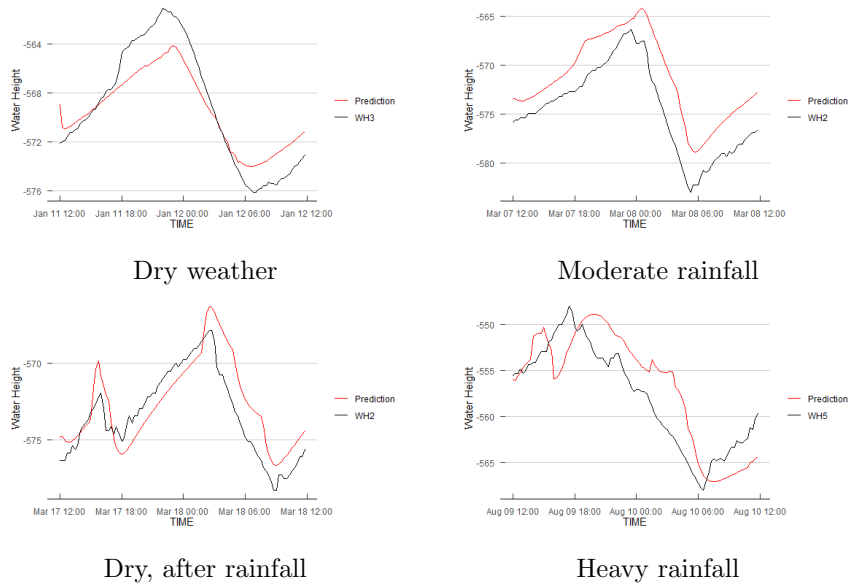 -564
-568
-572
-576
Water Height
Jan 11 12:00 Jan 11 18:00 Jan 12 00:00 Jan 12 06:00 Jan 12 12:00
TIME
Prediction
WH3
Dry weather
-565
-570
-575
-580
Water Height
Mar 07 12:00 Mar 07 18:00 Mar 08 00:00 Mar 08 06:00 Mar 08 12:00
TIME
Prediction
WH2
Moderate rainfall
-570
-575
Water Height
Mar 17 12:00 Mar 17 18:00 Mar 18 00:00 Mar 18 06:00 Mar 18 12:00
TIME
Prediction
WH2
Dry, after rainfall
-550
-555
-560
-565
Water Height
Aug 09 12:00 Aug 09 18:00 Aug 10 00:00 Aug 10 06:00 Aug 10 12:00
TIME
Prediction
WH5
Heavy rainfall